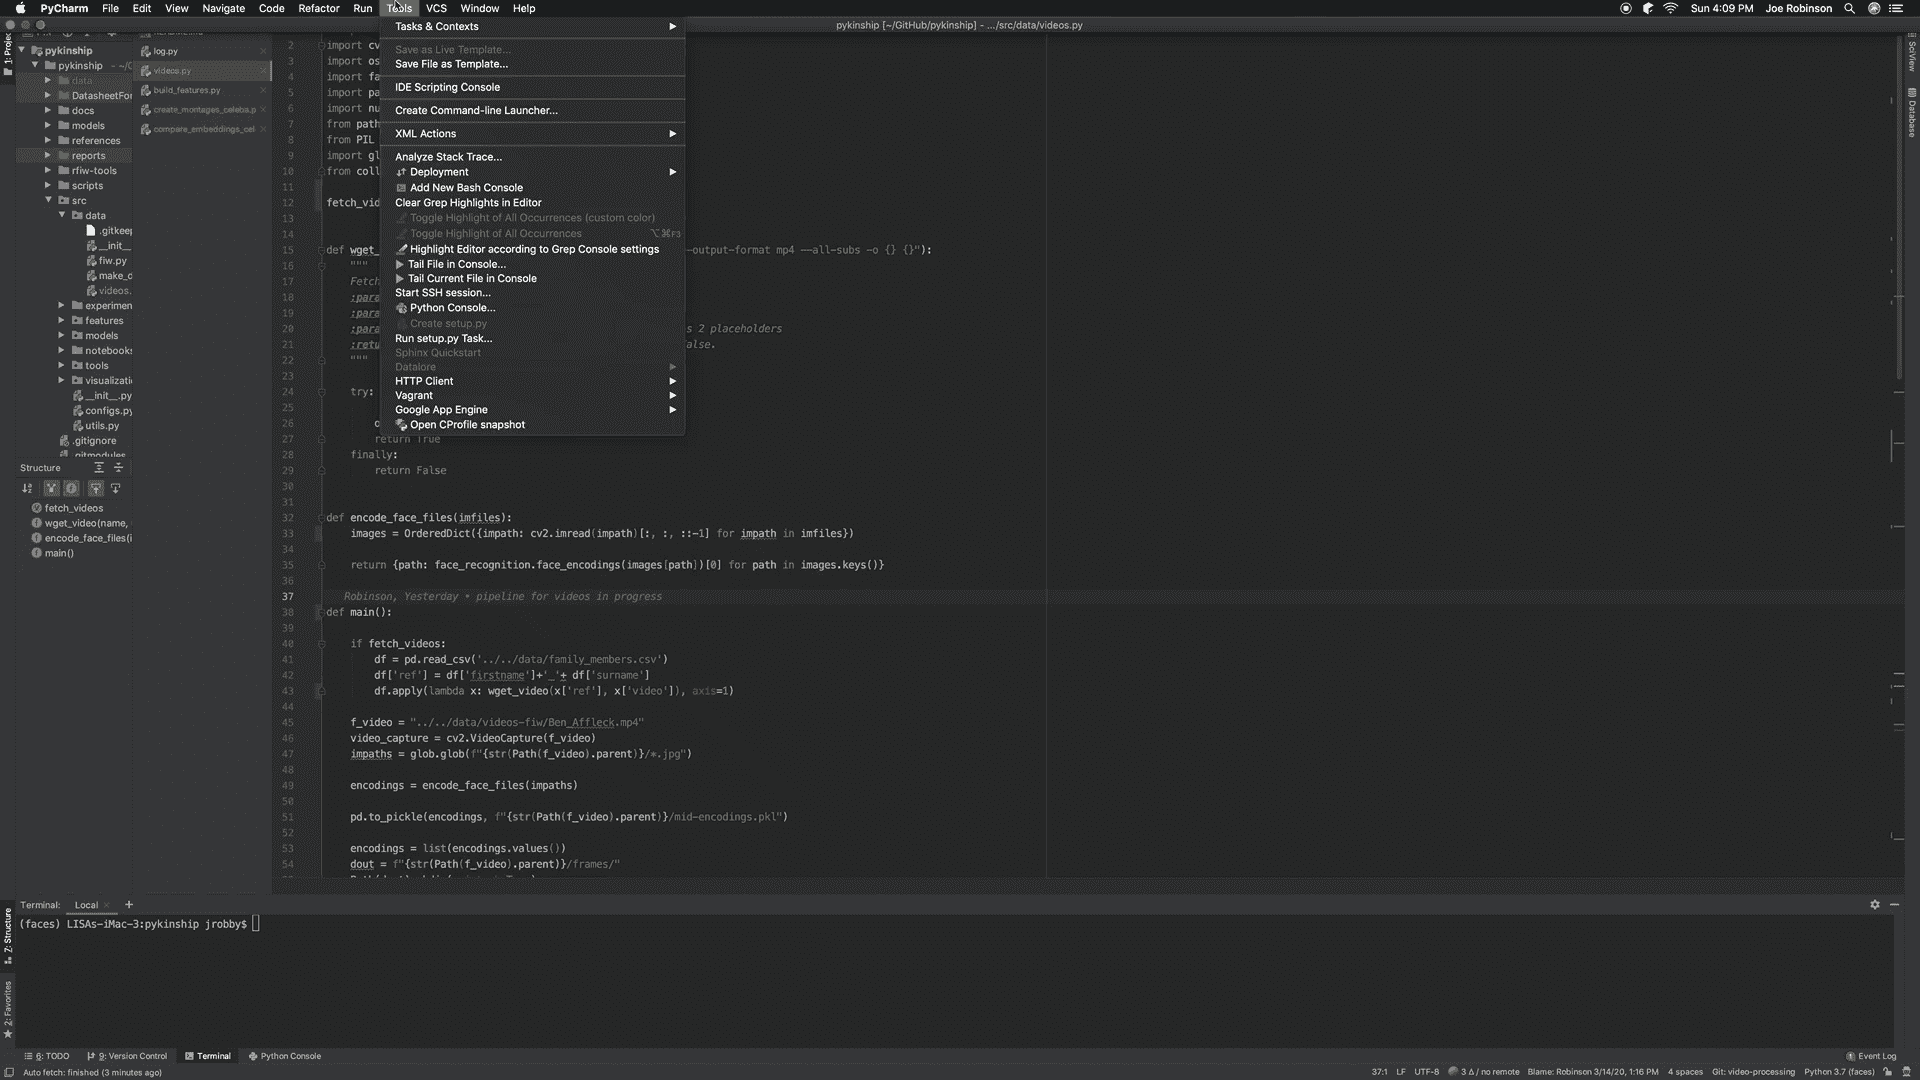 PyCharm File Edit View Navigate Code Refactor Run Tools VCS Window Help Sun 4:09 PM Joe Robinson
pykinship [~/GitHub/pykinship] - .../src/data/videos.py
1: Project
pykinship
pykinship
data
DatasheetFor
docs
models
references
reports
rfiw-tools
scripts
src
data
.gitkeep
__init__
fiw.py
make_d
videos.
experimen
features
models
notebooks
tools
visualizatio
__init__.py
configs.py
utils.py
.gitignore
.gitmodules
log.py
videos.py
build_features.py
create_montages_celeba.p
compare_embeddings_cel
Structure
fetch_videos
wget_video(name,
encode_face_files(i
main()
Tasks & Contexts
Save as Live Template...
Save File as Template...
IDE Scripting Console
Create Command-line Launcher...
XML Actions
Analyze Stack Trace...
Deployment
Add New Bash Console
Clear Grep Highlights in Editor
Toggle Highlight of All Occurrences (custom color)
Toggle Highlight of All Occurrences ⌥⌘F3
Highlight Editor according to Grep Console settings
Tail File in Console...
Tail Current File in Console
Start SSH session...
Python Console...
Create setup.py
Run setup.py Task...
Sphinx Quickstart
Datalore
HTTP Client
Vagrant
Google App Engine
Open CProfile snapshot
2 import cv
3 import os
4 import fa
5 import pa
6 import nu
7 from path
8 from PIL
9 import gl
10 from coll
11
12 fetch_vid
13
14
15 def wget_ -output-format mp4 --all-subs -o {} {}"):
16 """
17 Fetch
18 :para
19 :para
20 :para s 2 placeholders
21 :retu alse.
22 """
23
24 try:
25
26 o
27 return True
28 finally:
29 return False
30
31
32 def encode_face_files(imfiles):
33 images = OrderedDict({impath: cv2.imread(impath)[:, :, ::-1] for impath in imfiles})
34
35 return {path: face_recognition.face_encodings(images[path])[0] for path in images.keys()}
36
37 Robinson, Yesterday • pipeline for videos in progress
38 def main():
39
40 if fetch_videos:
41 df = pd.read_csv('../../data/family_members.csv')
42 df['ref'] = df['firstname']+'_'+ df['surname']
43 df.apply(lambda x: wget_video(x['ref'], x['video']), axis=1)
44
45 f_video = "../../data/videos-fiw/Ben_Affleck.mp4"
46 video_capture = cv2.VideoCapture(f_video)
47 impaths = glob.glob(f"{str(Path(f_video).parent)}/*.jpg")
48
49 encodings = encode_face_files(impaths)
50
51 pd.to_pickle(encodings, f"{str(Path(f_video).parent)}/mid-encodings.pkl")
52
53 encodings = list(encodings.values())
54 dout = f"{str(Path(f_video).parent)}/frames/"
SciView
Database
Terminal: Local
(faces) LISAs-iMac-3:pykinship jrobby$
Z: Structure
2: Favorites
6: TODO 9: Version Control Terminal Python Console Event Log
Auto fetch: finished (3 minutes ago) 37:1 LF UTF-8 3 Δ / no remote Blame: Robinson 3/14/20, 1:16 PM 4 spaces Git: video-processing Python 3.7 (faces)